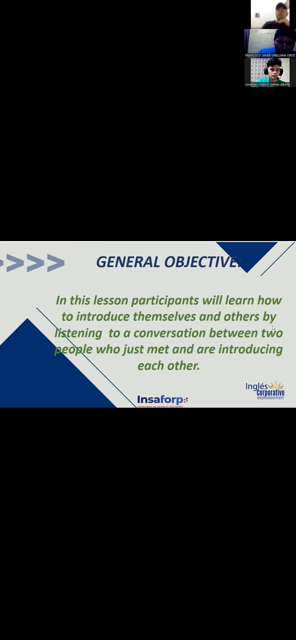 GENERAL OBJECTIVE:
In this lesson participants will learn how
to introduce themselves and others by
listening to a conversation between two
people who just met and are introducing
each other.
Insaforp
Inglés
corporativo